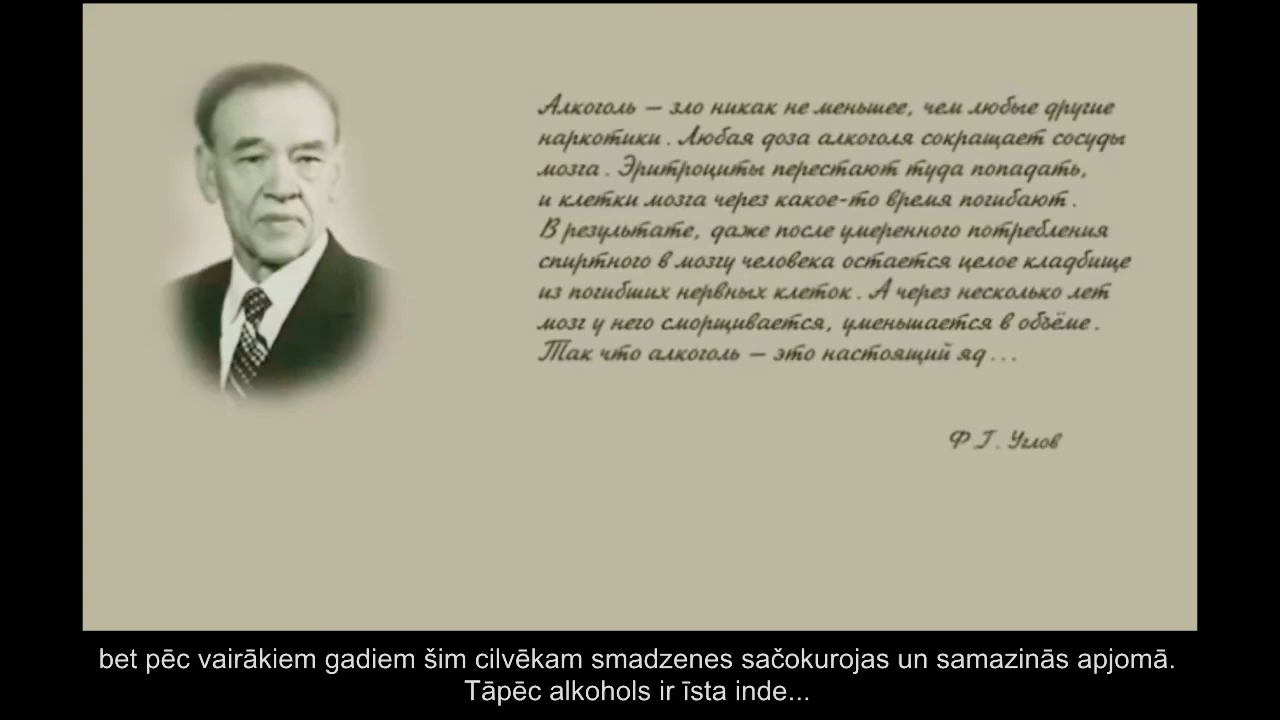 Алкоголь – зло никак не меньшее, чем любые другие
наркотики. Любая доза алкоголя сокращает сосуды
мозга. Эритроциты перестают туда попадать,
и клетки мозга через какое-то время погибают.
В результате, даже после умеренного потребления
спиртного в мозгу человека остается целое кладбище
из погибших нервных клеток. А через несколько лет
мозг у него сморщивается, уменьшается в объёме.
Так что алкоголь – это настоящий яд...
Ф.Г. Углов
bet pēc vairākiem gadiem šim cilvēkam smadzenes sačokurojas un samazinās apjomā.
Tāpēc alkohols ir īsta inde...